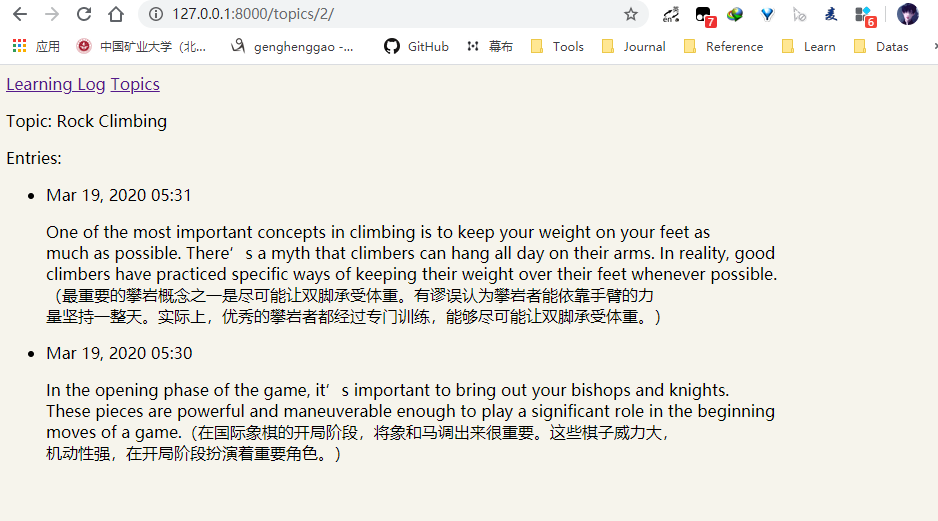 127.0.0.1:8000/topics/2/
7
6
应用
中国矿业大学（北...
genghenggao -...
GitHub
幕布
Tools
Journal
Reference
Learn
Datas
Learning Log Topics
Topic: Rock Climbing
Entries:
Mar 19, 2020 05:31
One of the most important concepts in climbing is to keep your weight on your feet as
much as possible. There’s a myth that climbers can hang all day on their arms. In reality, good
climbers have practiced specific ways of keeping their weight over their feet whenever possible.
（最重要的攀岩概念之一是尽可能让双脚承受体重。有谬误认为攀岩者能依靠手臂的力
量坚持一整天。实际上，优秀的攀岩者都经过专门训练，能够尽可能让双脚承受体重。）
Mar 19, 2020 05:30
In the opening phase of the game, it’s important to bring out your bishops and knights.
These pieces are powerful and maneuverable enough to play a significant role in the beginning
moves of a game.（在国际象棋的开局阶段，将象和马调出来很重要。这些棋子威力大，
机动性强，在开局阶段扮演着重要角色。）